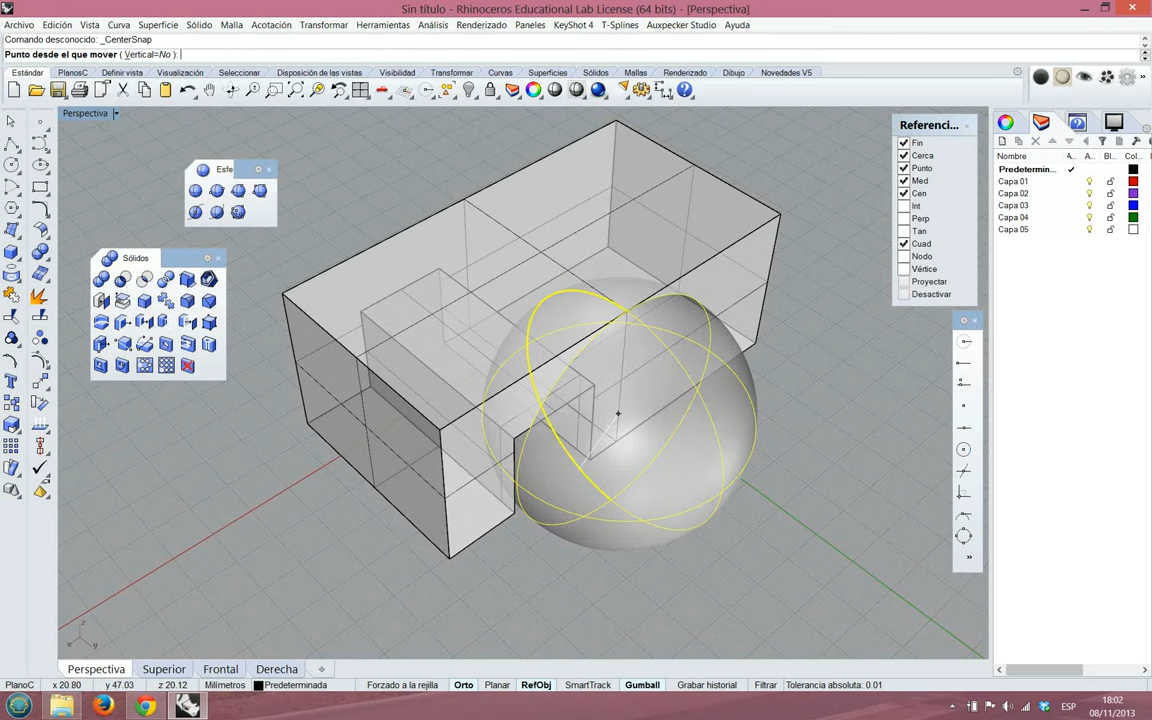 Sin título - Rhinoceros Educational Lab License (64 bits) - [Perspectiva]
Archivo Edición Vista Curva Superficie Sólido Malla Acotación Transformar Herramientas Análisis Renderizado Paneles KeyShot 4 T-Splines Auxpecker Studio Ayuda
Comando desconocido: _CenterSnap
Punto desde el que mover ( Vertical=No ):
Estándar PlanosC Definir vista Visualización Seleccionar Disposición de las vistas Visibilidad Transformar Curvas Superficies Sólidos Mallas Renderizado Dibujo Novedades V5
Perspectiva
Esfe
Sólidos
Referenci...
Fin
Cerca
Punto
Med
Cen
Int
Perp
Tan
Cuad
Nodo
Vértice
Proyectar
Desactivar
Nombre A... A... Bl... Col...
Predetermin...
Capa 01
Capa 02
Capa 03
Capa 04
Capa 05
z
x y
Perspectiva Superior Frontal Derecha
PlanoC x 20.80 y 47.03 z 20.12 Milímetros Predeterminada Forzado a la rejilla Orto Planar RefObj SmartTrack Gumball Grabar historial Filtrar Tolerancia absoluta: 0.01
ESP
18:02
08/11/2013